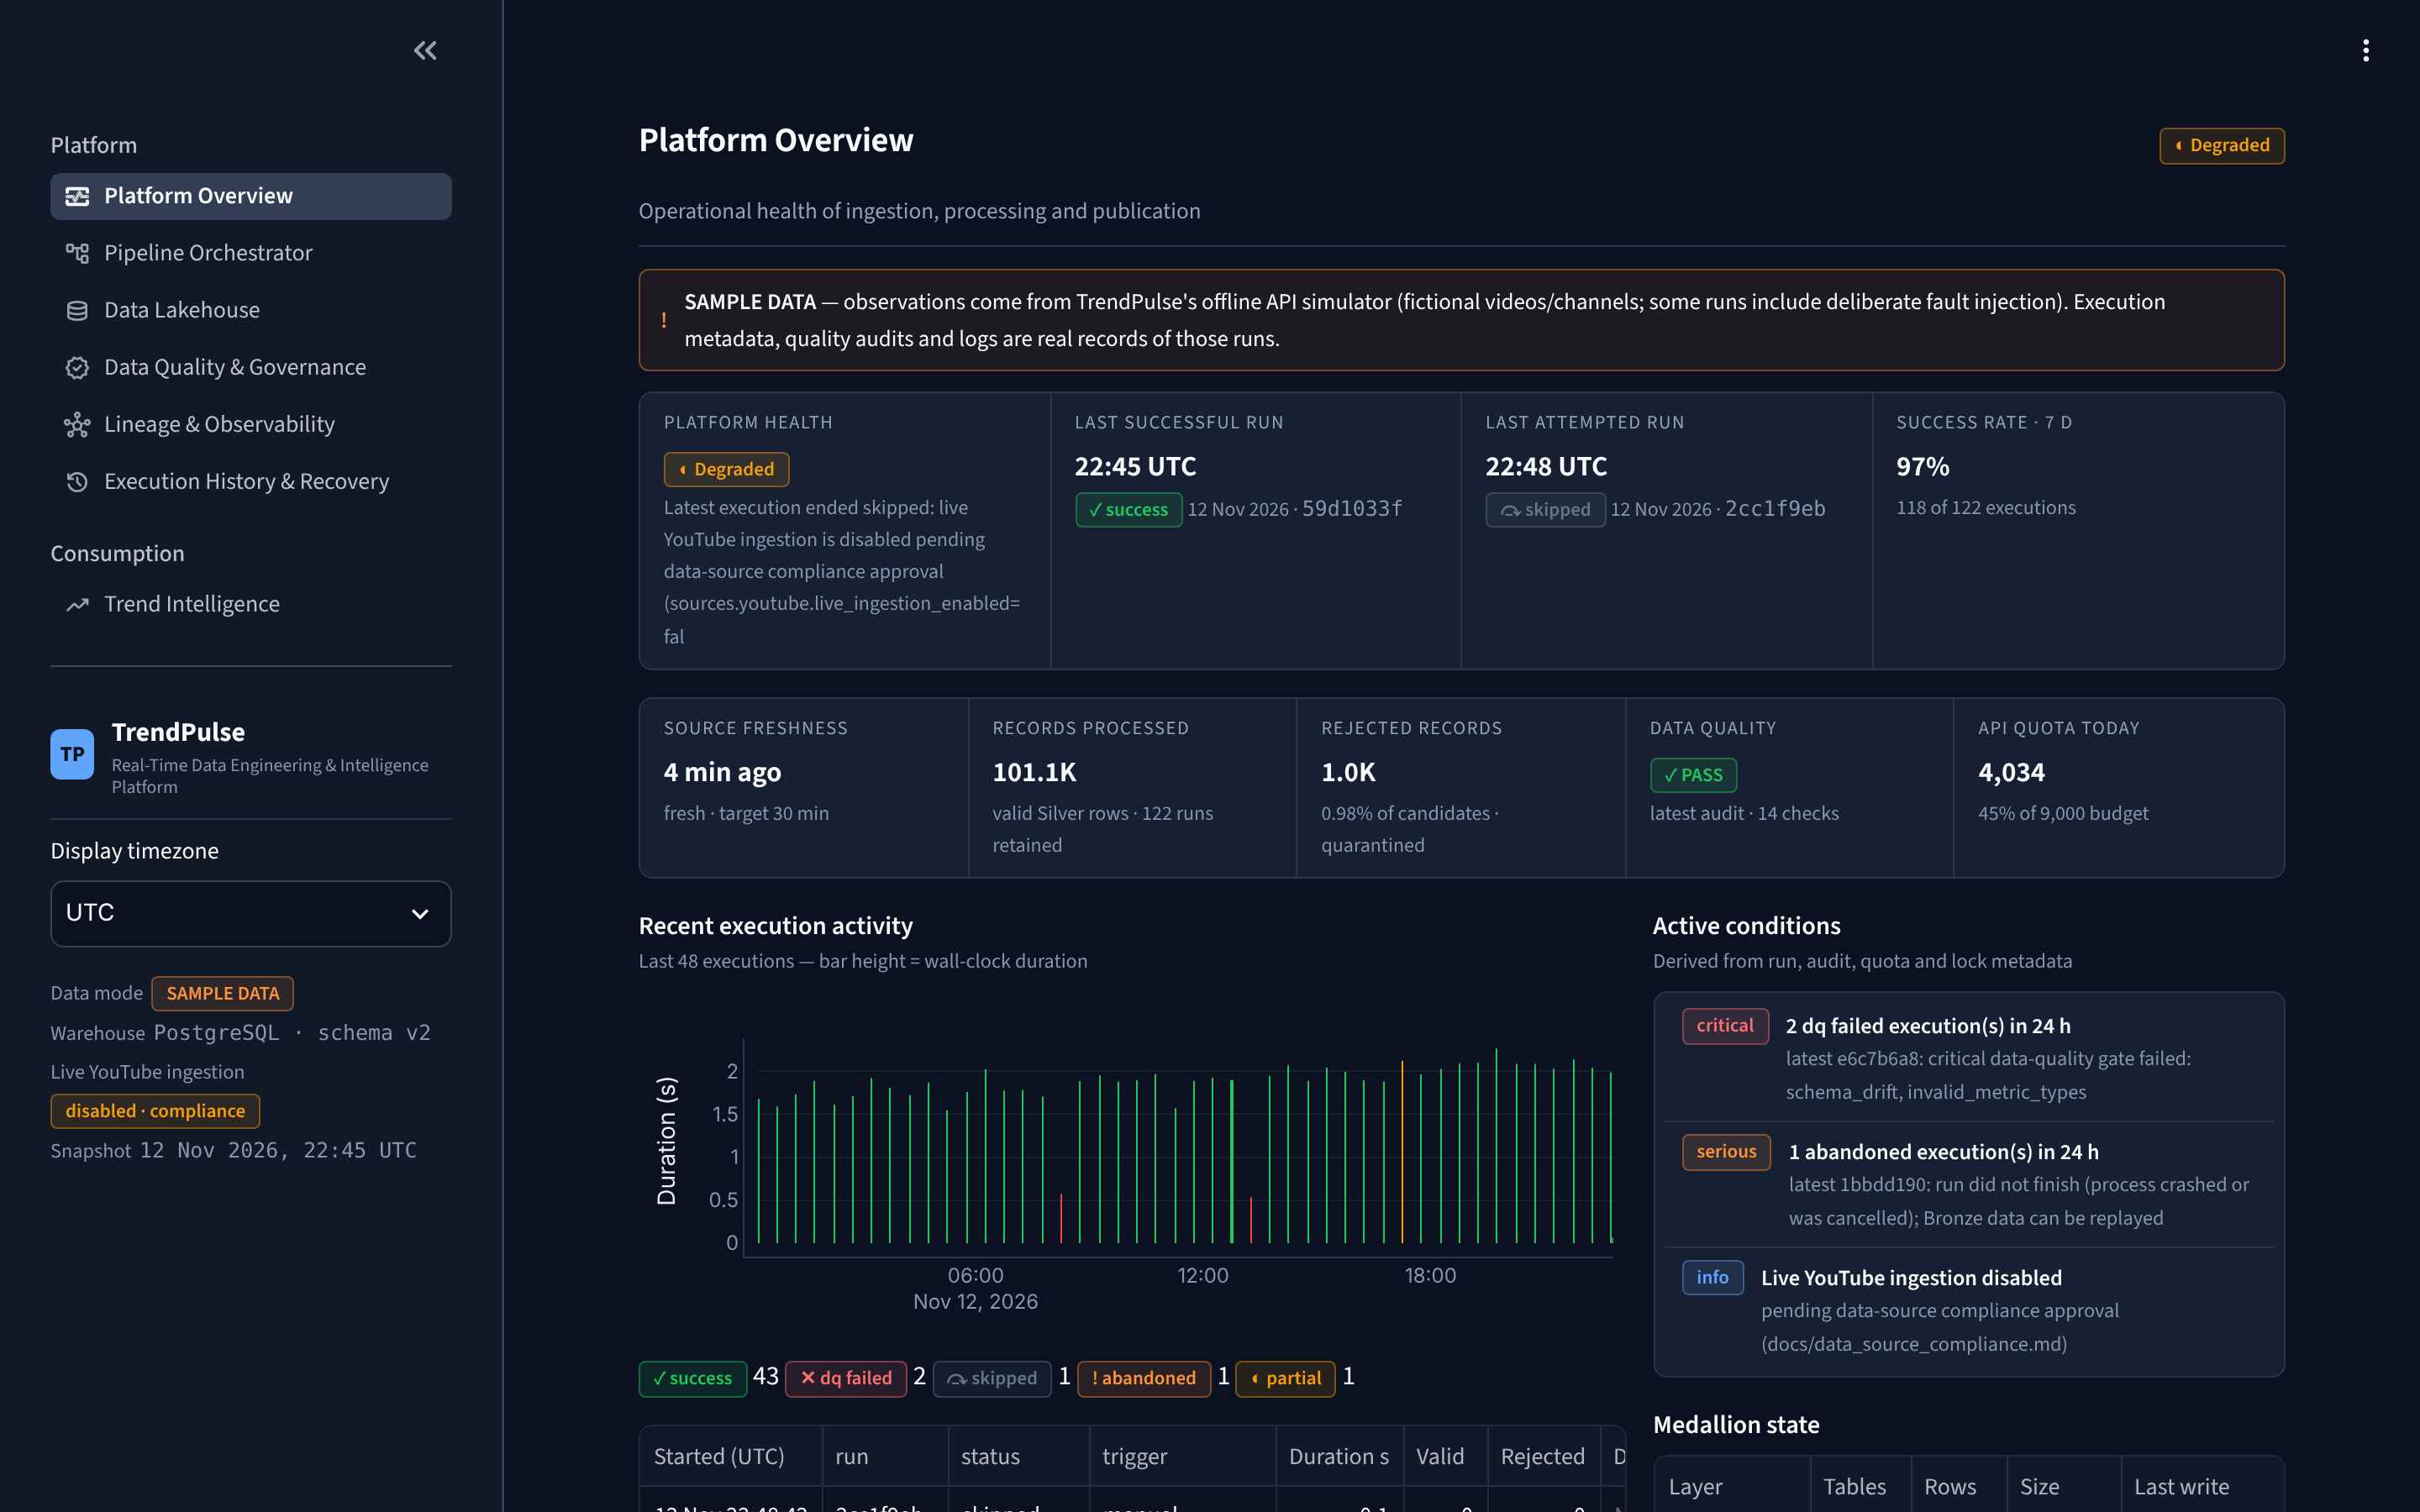 Platform
Platform Overview
Pipeline Orchestrator
Data Lakehouse
Data Quality & Governance
Lineage & Observability
Execution History & Recovery
Consumption
Trend Intelligence
TP
TrendPulse
Real-Time Data Engineering & Intelligence
Platform
Display timezone
UTC
Data mode SAMPLE DATA
Warehouse PostgreSQL · schema v2
Live YouTube ingestion
disabled · compliance
Snapshot 12 Nov 2026, 22:45 UTC
Platform Overview
Degraded
Operational health of ingestion, processing and publication
! SAMPLE DATA — observations come from TrendPulse's offline API simulator (fictional videos/channels; some runs include deliberate fault injection). Execution
metadata, quality audits and logs are real records of those runs.
PLATFORM HEALTH
Degraded
Latest execution ended skipped: live
YouTube ingestion is disabled pending
data-source compliance approval
(sources.youtube.live_ingestion_enabled=
fal
LAST SUCCESSFUL RUN
22:45 UTC
✓ success 12 Nov 2026 · 59d1033f
LAST ATTEMPTED RUN
22:48 UTC
skipped 12 Nov 2026 · 2cc1f9eb
SUCCESS RATE · 7 D
97%
118 of 122 executions
SOURCE FRESHNESS
4 min ago
fresh · target 30 min
RECORDS PROCESSED
101.1K
valid Silver rows · 122 runs
retained
REJECTED RECORDS
1.0K
0.98% of candidates ·
quarantined
DATA QUALITY
✓ PASS
latest audit · 14 checks
API QUOTA TODAY
4,034
45% of 9,000 budget
Recent execution activity
Last 48 executions — bar height = wall-clock duration
Duration (s)
2
1.5
1
0.5
0
06:00
12:00
18:00
Nov 12, 2026
✓ success 43 ✕ dq failed 2 skipped 1 ! abandoned 1 partial 1
Started (UTC) run status trigger Duration s Valid Rejected
Active conditions
Derived from run, audit, quota and lock metadata
critical 2 dq failed execution(s) in 24 h
latest e6c7b6a8: critical data-quality gate failed:
schema_drift, invalid_metric_types
serious 1 abandoned execution(s) in 24 h
latest 1bbdd190: run did not finish (process crashed or
was cancelled); Bronze data can be replayed
info Live YouTube ingestion disabled
pending data-source compliance approval
(docs/data_source_compliance.md)
Medallion state
Layer Tables Rows Size Last write